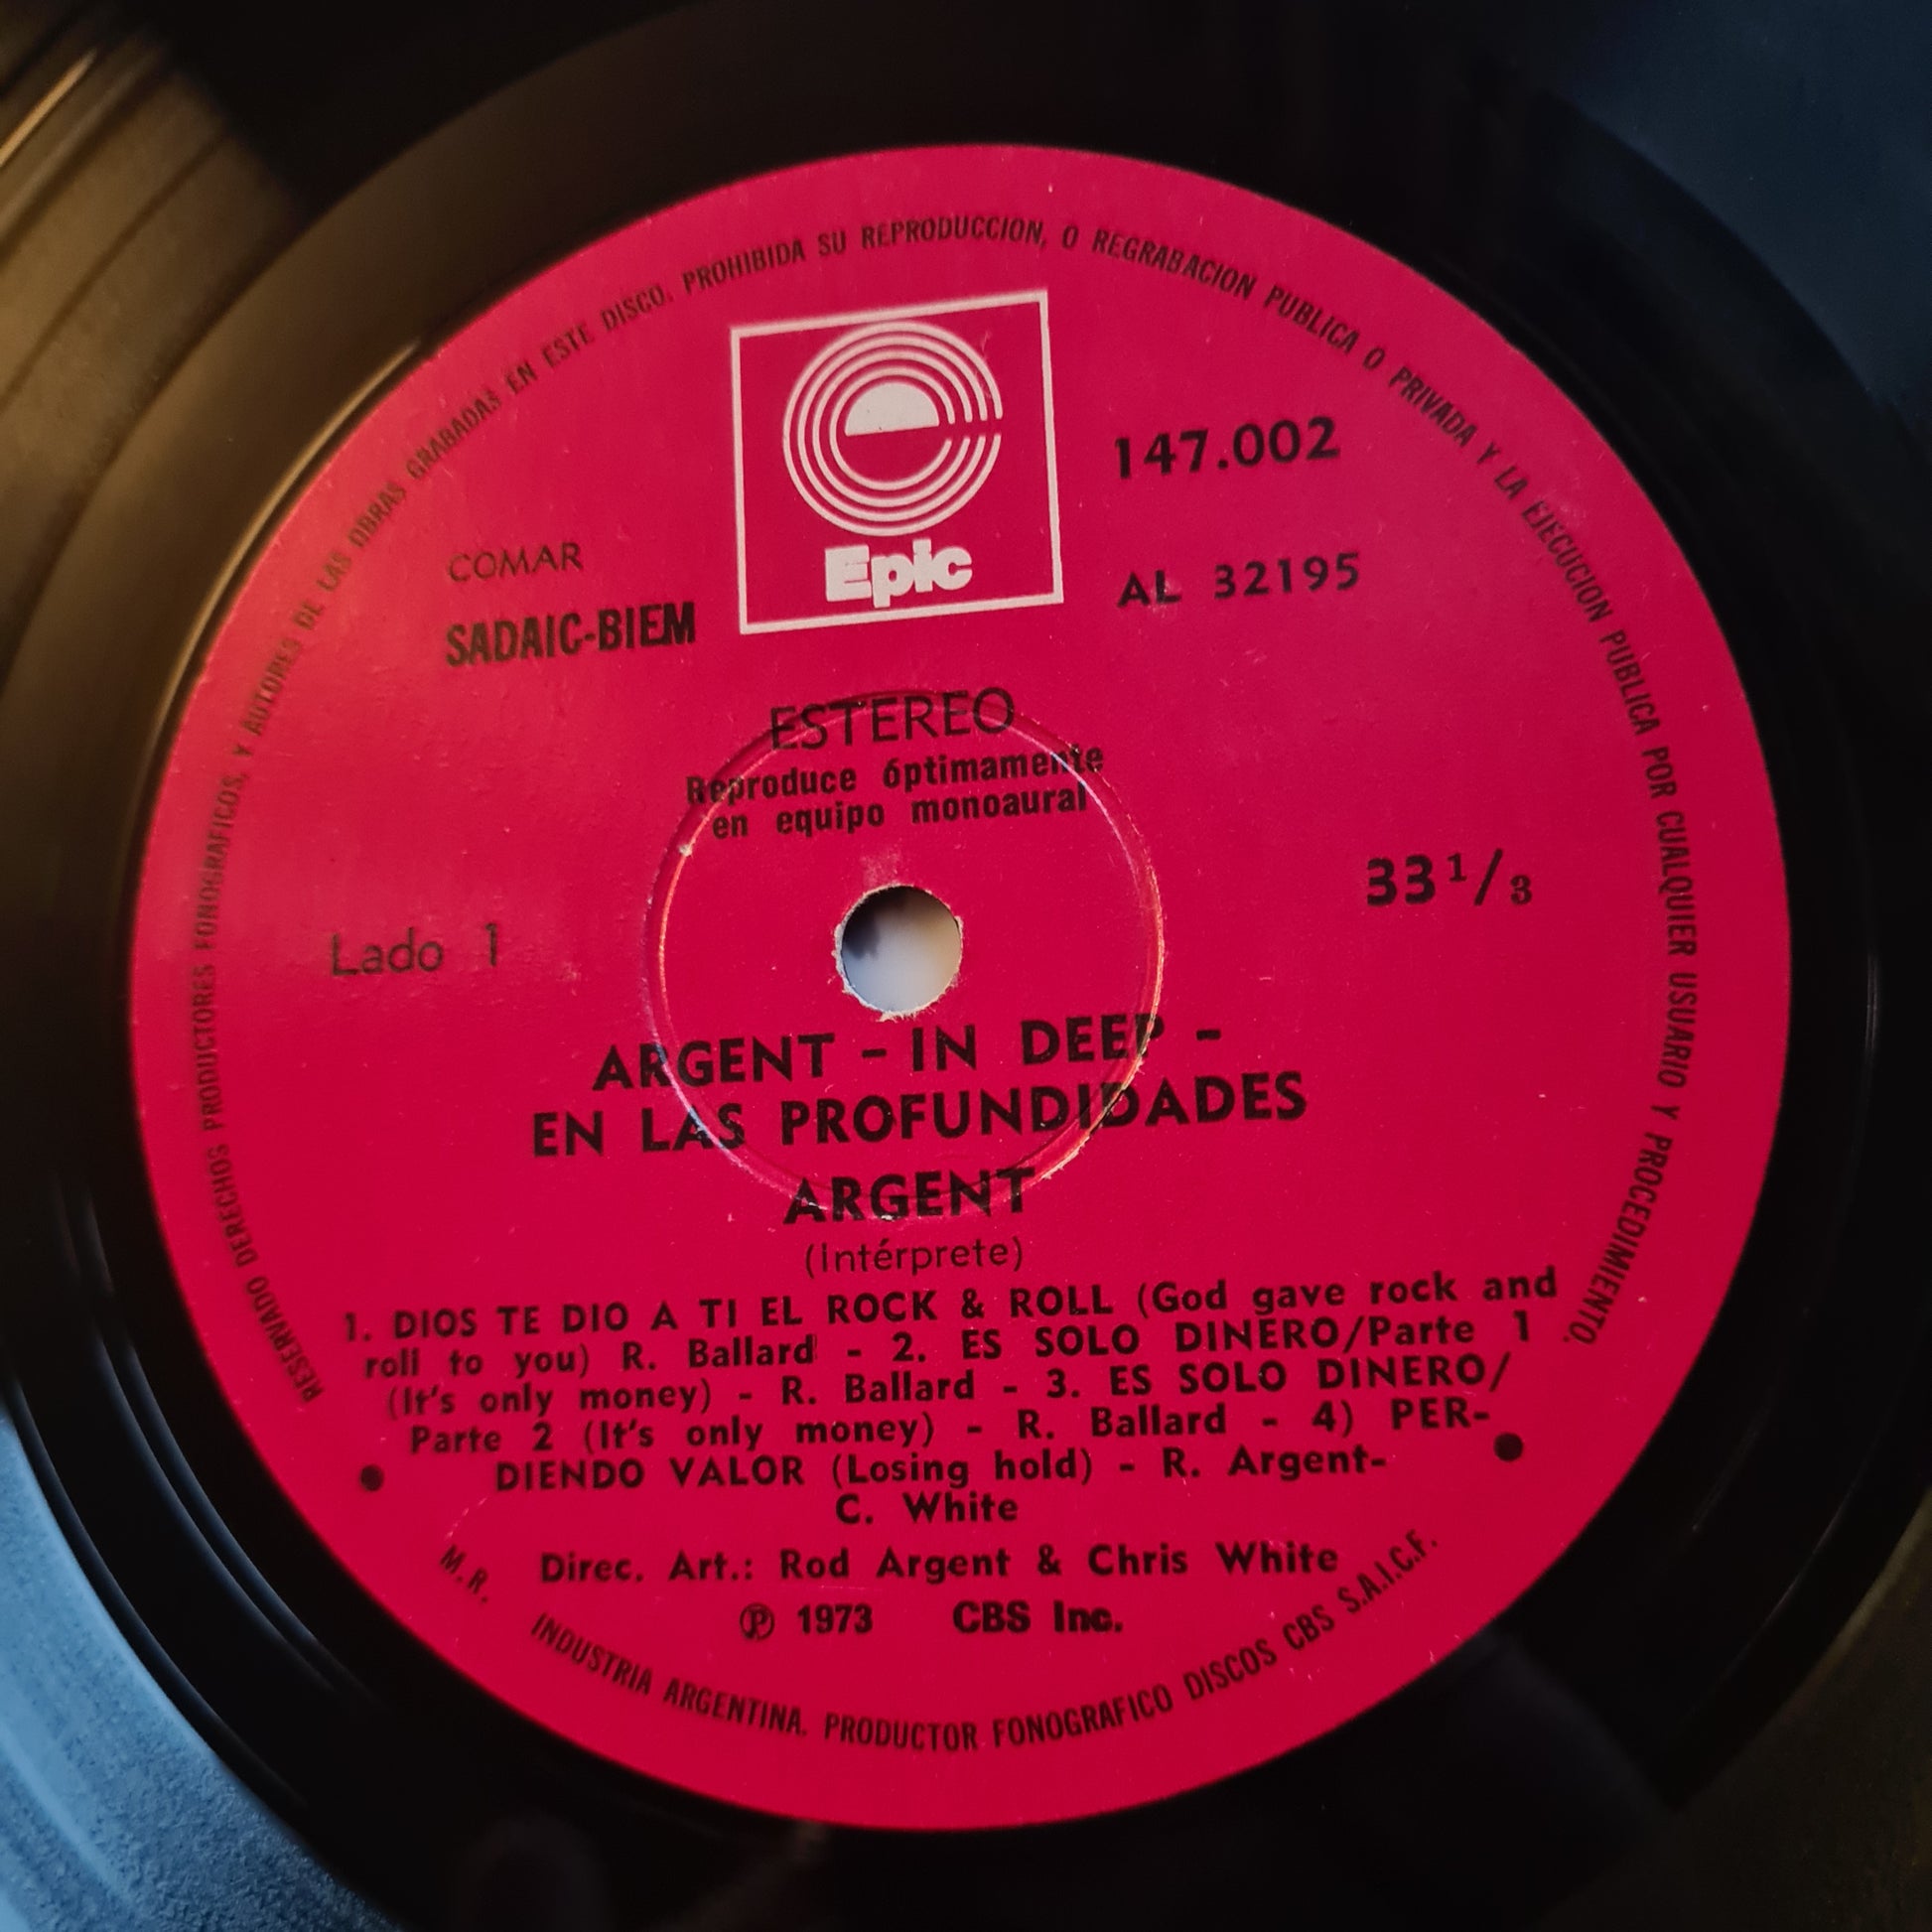 RESERVADO DERECHOS PRODUCTORES FONOGRAFICOS, Y AUTORES DE LAS OBRAS GRABADAS EN ESTE DISCO. PROHIBIDA SU REPRODUCCION, O REGRABACION PUBLICA O PRIVADA Y LA EJECUCION PUBLICA POR CUALQUIER USUARIO Y PROCEDIMIENTO.
Epic
147.002
COMAR
AL 32195
SADAIC-BIEM
ESTEREO
Reproduce óptimamente
en equipo monoaural
33 1/3
Lado 1
ARGENT - IN DEEP -
EN LAS PROFUNDIDADES
ARGENT
(Intérprete)
1. DIOS TE DIO A TI EL ROCK & ROLL (God gave rock and
roll to you) R. Ballard - 2. ES SOLO DINERO/Parte 1
(It's only money) - R. Ballard - 3. ES SOLO DINERO/
Parte 2 (It's only money) - R. Ballard - 4) PER-
DIENDO VALOR (Losing hold) - R. Argent-
C. White
Direc. Art.: Rod Argent & Chris White
Ⓟ 1973 CBS Inc.
M.R. INDUSTRIA ARGENTINA. PRODUCTOR FONOGRAFICO DISCOS CBS S.A.I.C.F.